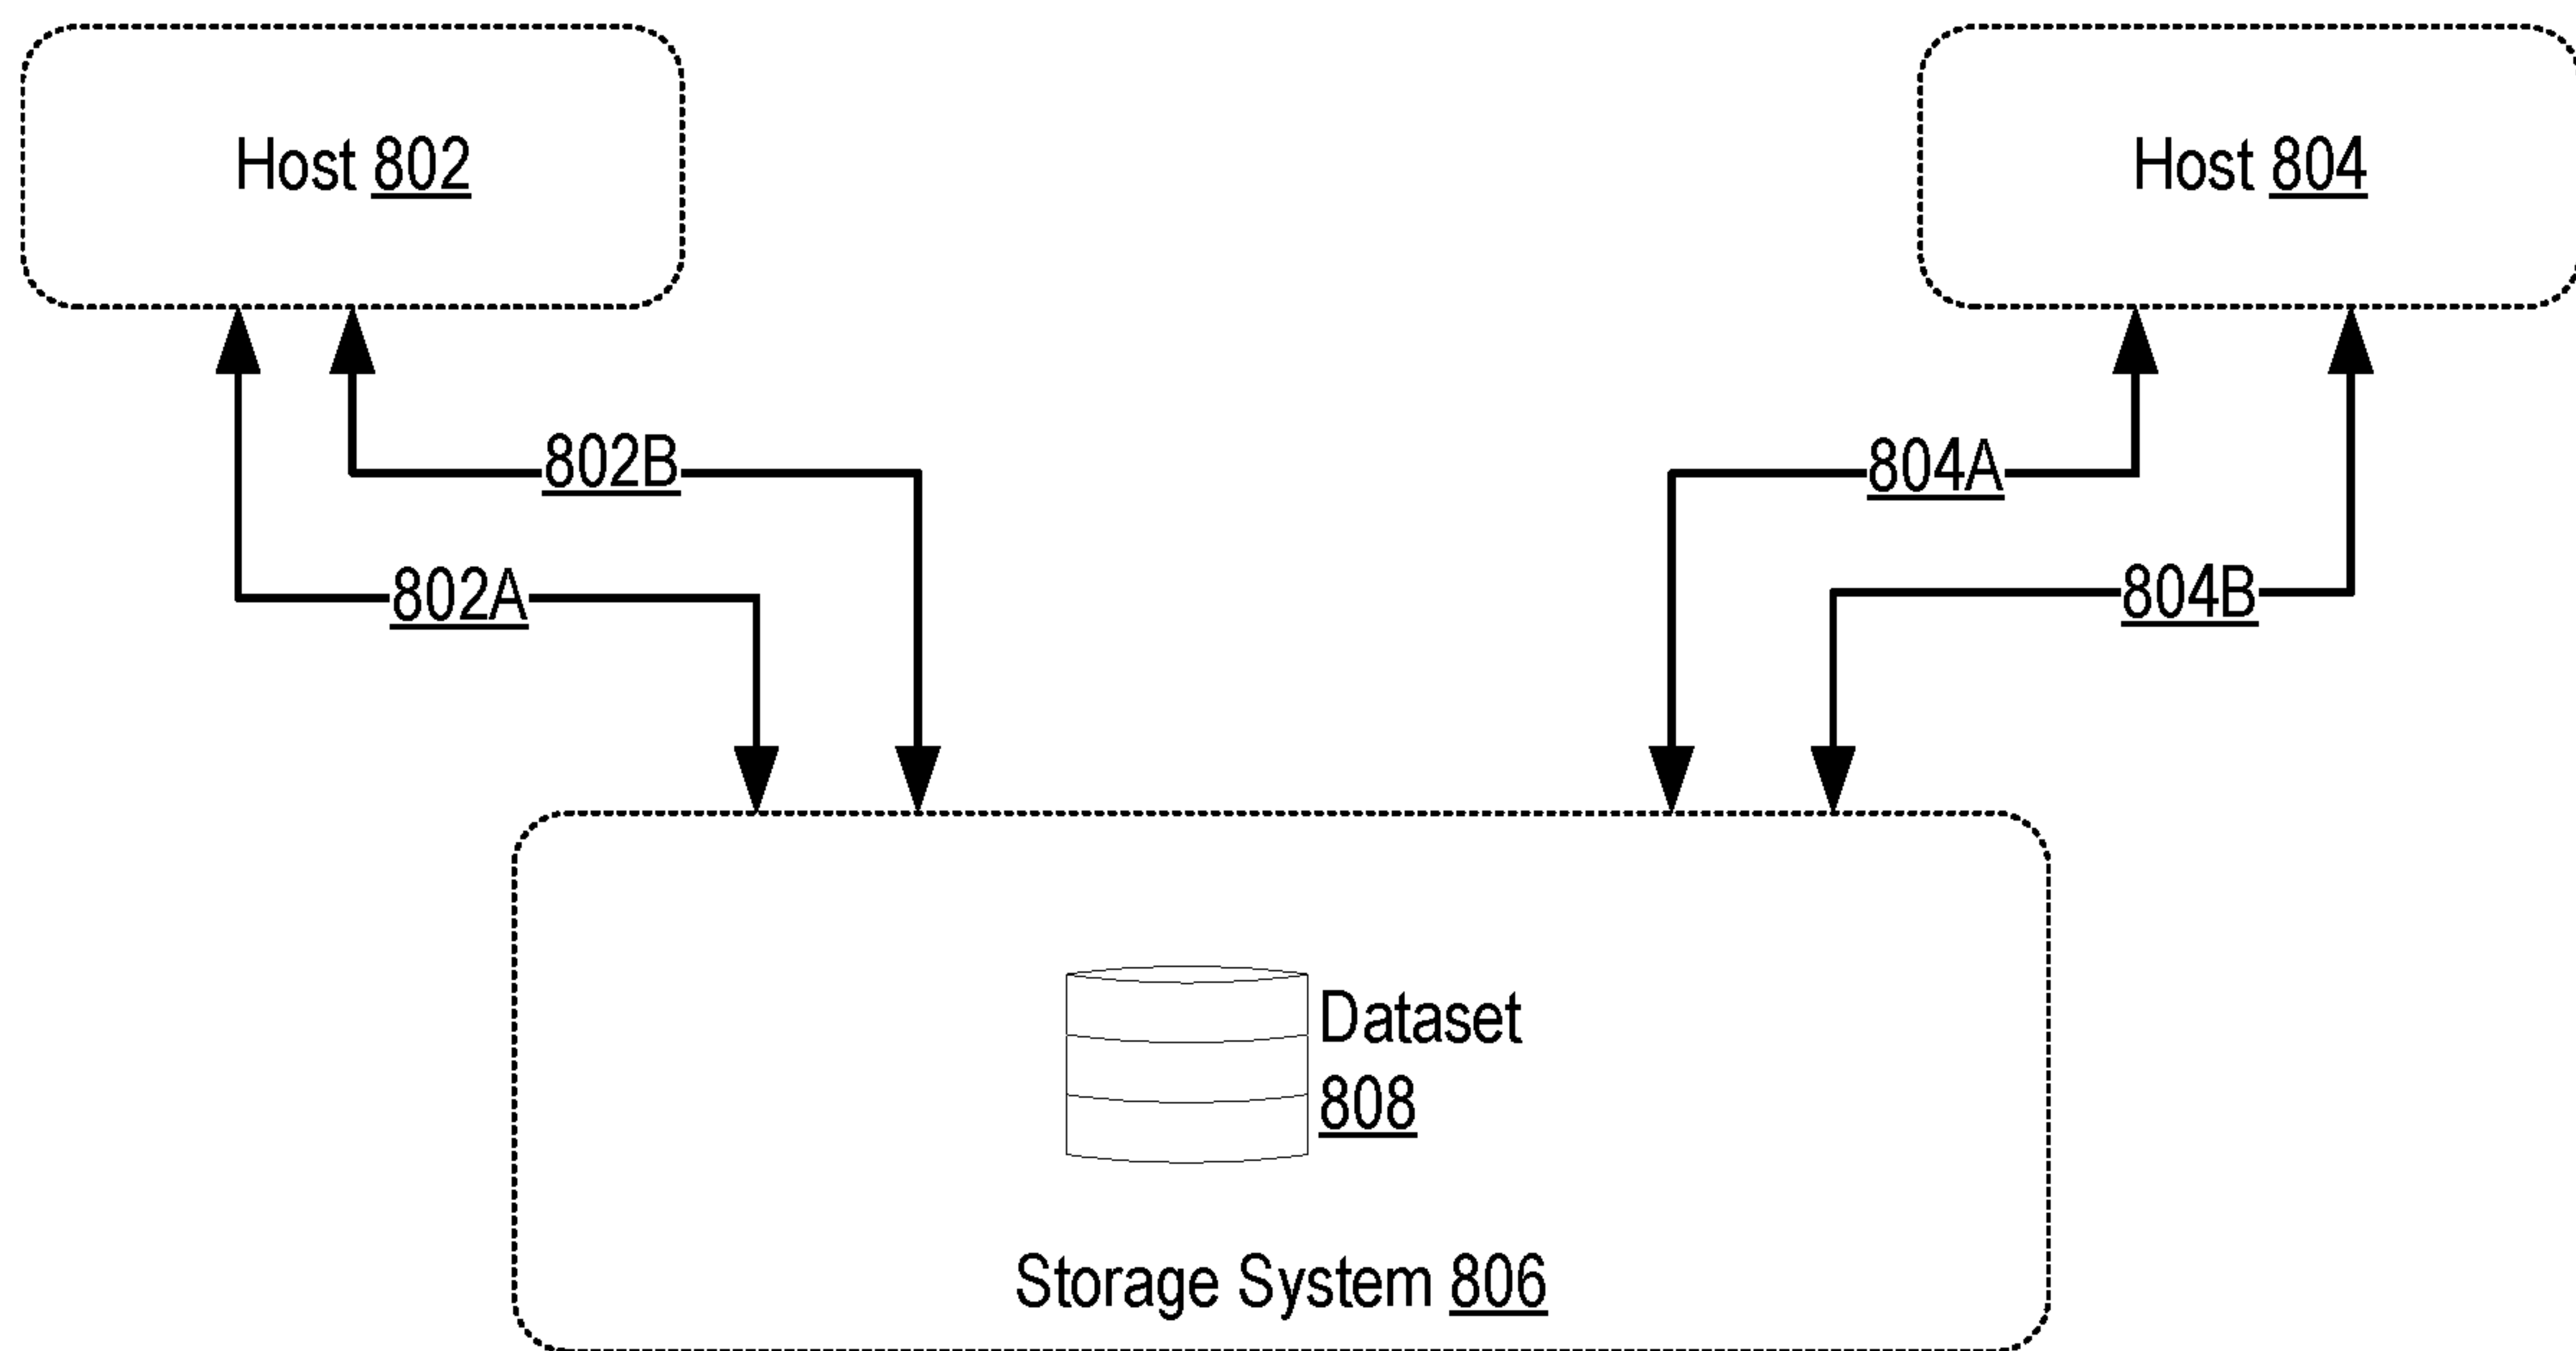 Host 802
Host 804
802B
804A
802A
804B
Dataset
808
Storage System 806